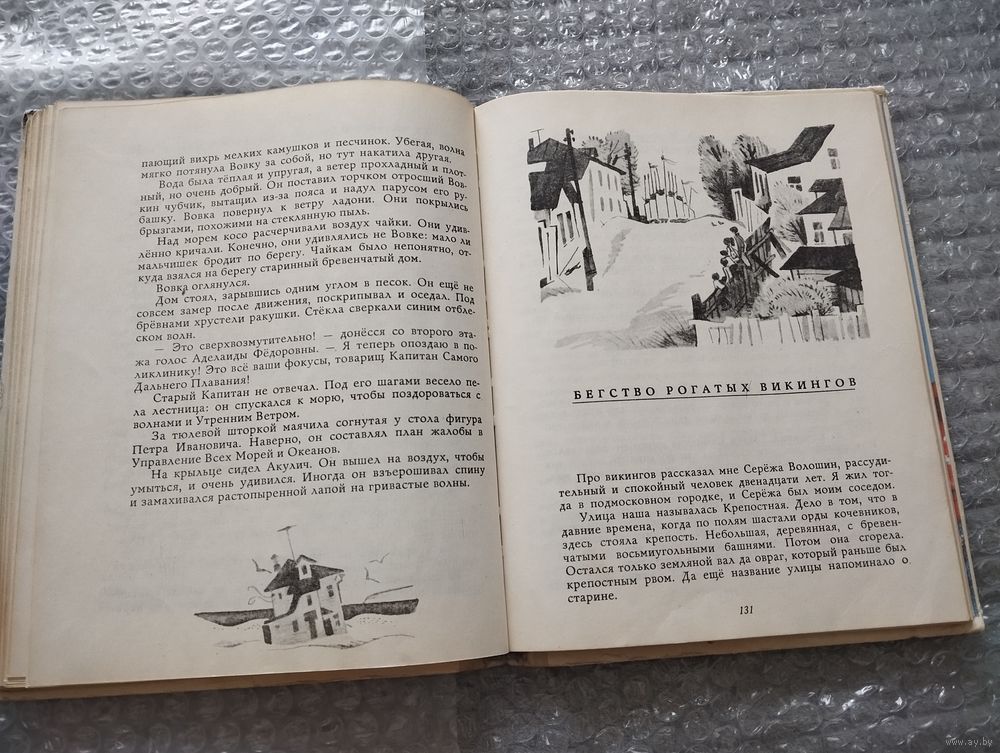 пающий вихрь мелких камушков и песчинок. Убегая, волна
мягко потянула Вовку за собой, но тут накатила другая.
Вода была тёплая и упругая, а ветер прохладный и плот-
ный, но очень добрый. Он поставил торчком отросший Вов-
кин чубчик, вытащил из-за пояса и надул парусом его ру-
башку. Вовка повернул к ветру ладони. Они покрылись
брызгами, похожими на стеклянную пыль.
Над морем косо расчерчивали воздух чайки. Они удив-
лённо кричали. Конечно, они удивлялись не Вовке: мало ли
мальчишек бродит по берегу. Чайкам было непонятно, от-
куда взялся на берегу старинный бревенчатый дом.
Вовка оглянулся.
Дом стоял, зарывшись одним углом в песок. Он ещё не
совсем замер после движения, поскрипывал и оседал. Под
брёвнами хрустели ракушки. Стёкла сверкали синим отбле-
ском волн.
— Это сверхвозмутительно! — донёсся со второго эта-
жа голос Аделаиды Фёдоровны. — Я теперь опоздаю в по-
ликлинику! Это всё ваши фокусы, товарищ Капитан Самого
Дальнего Плавания!
Старый Капитан не отвечал. Под его шагами весело пе-
ла лестница: он спускался к морю, чтобы поздороваться с
волнами и Утренним Ветром.
За тюлевой шторкой маячила согнутая у стола фигура
Петра Ивановича. Наверно, он составлял план жалобы в
Управление Всех Морей и Океанов.
На крыльце сидел Акулич. Он вышел на воздух, чтобы
умыться, и очень удивился. Иногда он взъерошивал спину
и замахивался растопыренной лапой на гривастые волны.
БЕГСТВО РОГАТЫХ ВИКИНГОВ
Про викингов рассказал мне Серёжа Волошин, рассуди-
тельный и спокойный человек двенадцати лет. Я жил тог-
да в подмосковном городке, и Серёжа был моим соседом.
Улица наша называлась Крепостная. Дело в том, что в
давние времена, когда по полям шастали орды кочевников,
здесь стояла крепость. Небольшая, деревянная, с бревен-
чатыми восьмиугольными башнями. Потом она сгорела.
Остался только земляной вал да овраг, который раньше был
крепостным рвом. Да ещё название улицы напоминало о
старине.
131
www.ay.by